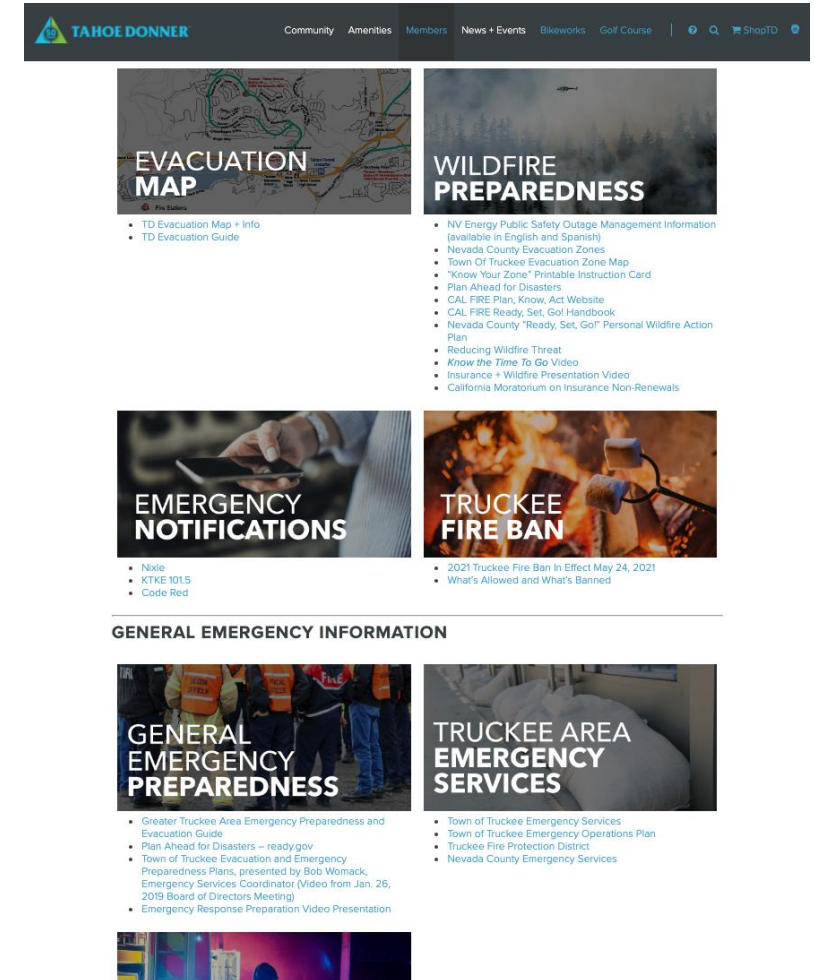 50 TAHOE DONNER
Community Amenities Members News + Events Bikeworks Golf Course ShopTD
EVACUATION
MAP
Fire Stations
TD Evacuation Map + Info
TD Evacuation Guide
WILDFIRE
PREPAREDNESS
NV Energy Public Safety Outage Management Information
(available in English and Spanish)
Nevada County Evacuation Zones
Town Of Truckee Evacuation Zone Map
"Know Your Zone" Printable Instruction Card
Plan Ahead for Disasters
CAL FIRE Plan, Know, Act Website
CAL FIRE Ready, Set, Go! Handbook
Nevada County "Ready, Set, Go!" Personal Wildfire Action
Plan
Reducing Wildfire Threat
Know the Time To Go Video
Insurance + Wildfire Presentation Video
California Moratorium on Insurance Non-Renewals
EMERGENCY
NOTIFICATIONS
Nixle
KTKE 101.5
Code Red
TRUCKEE
FIRE BAN
2021 Truckee Fire Ban In Effect May 24, 2021
What's Allowed and What's Banned
GENERAL EMERGENCY INFORMATION
FIRE
GENERAL
EMERGENCY
PREPAREDNESS
Greater Truckee Area Emergency Preparedness and
Evacuation Guide
Plan Ahead for Disasters – ready.gov
Town of Truckee Evacuation and Emergency
Preparedness Plans, presented by Bob Womack,
Emergency Services Coordinator (Video from Jan. 26,
2019 Board of Directors Meeting)
Emergency Response Preparation Video Presentation
TRUCKEE AREA
EMERGENCY
SERVICES
Town of Truckee Emergency Services
Town of Truckee Emergency Operations Plan
Truckee Fire Protection District
Nevada County Emergency Services